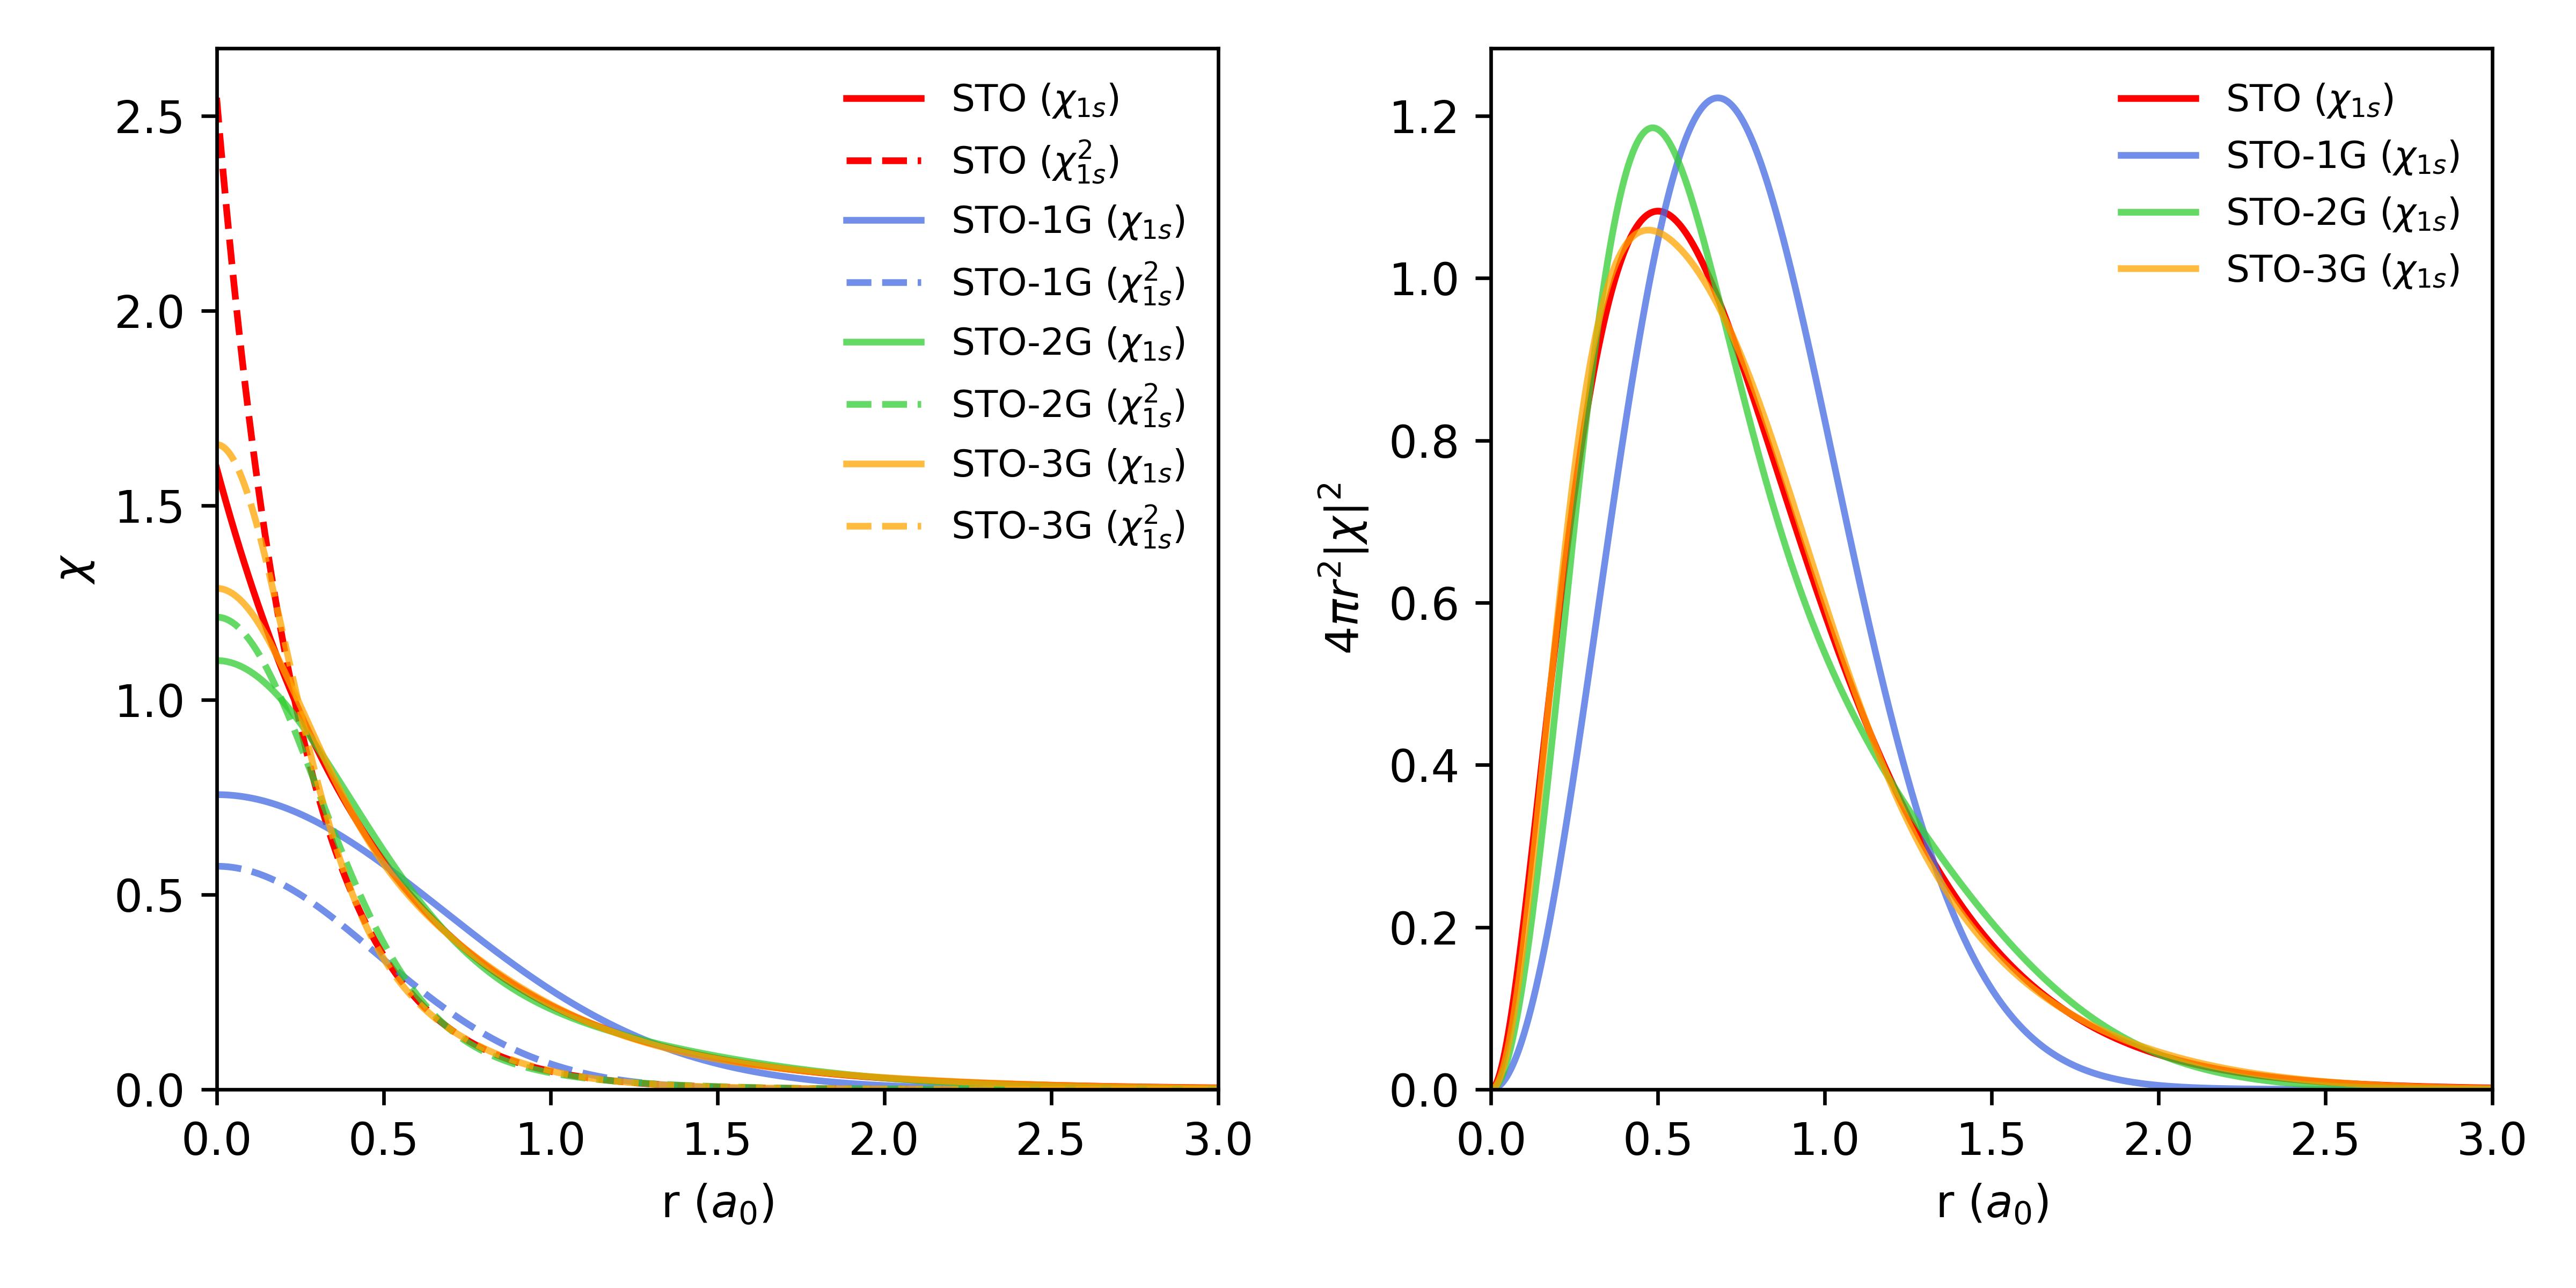 STO (χ1s)
STO (χ²1s)
STO-1G (χ1s)
STO-1G (χ²1s)
STO-2G (χ1s)
STO-2G (χ²1s)
STO-3G (χ1s)
STO-3G (χ²1s)
2.5
2.0
1.5
1.0
0.5
0.0
χ
0.0 0.5 1.0 1.5 2.0 2.5 3.0
r (a₀)
STO (χ1s)
STO-1G (χ1s)
STO-2G (χ1s)
STO-3G (χ1s)
1.2
1.0
0.8
0.6
0.4
0.2
0.0
4πr²|χ|²
0.0 0.5 1.0 1.5 2.0 2.5 3.0
r (a₀)